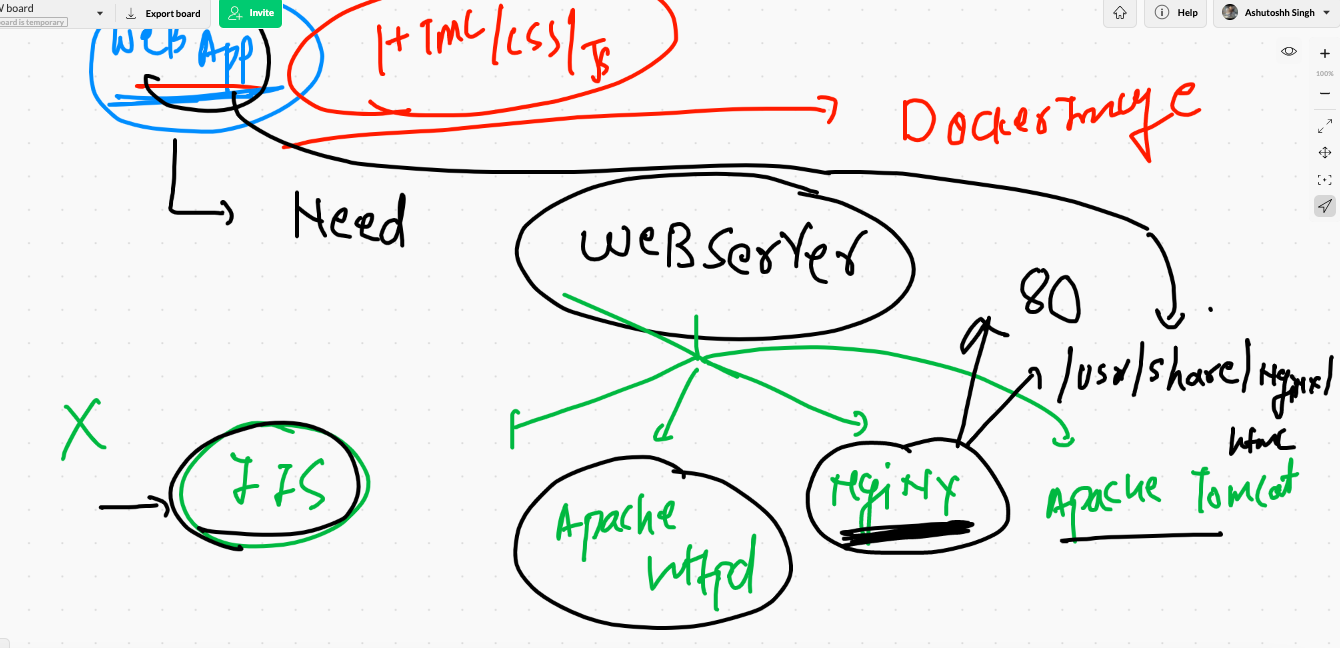 W board
Export board
Invite
Help
Ashutoshh Singh
board is temporary
100%
WEB App
HTML/CSS/JS
DockerImage
Need
WEBServer
80
/usr/share/nginx/
html
X
IIS
Apache
httpd
NgiNX
Apache Tomcat